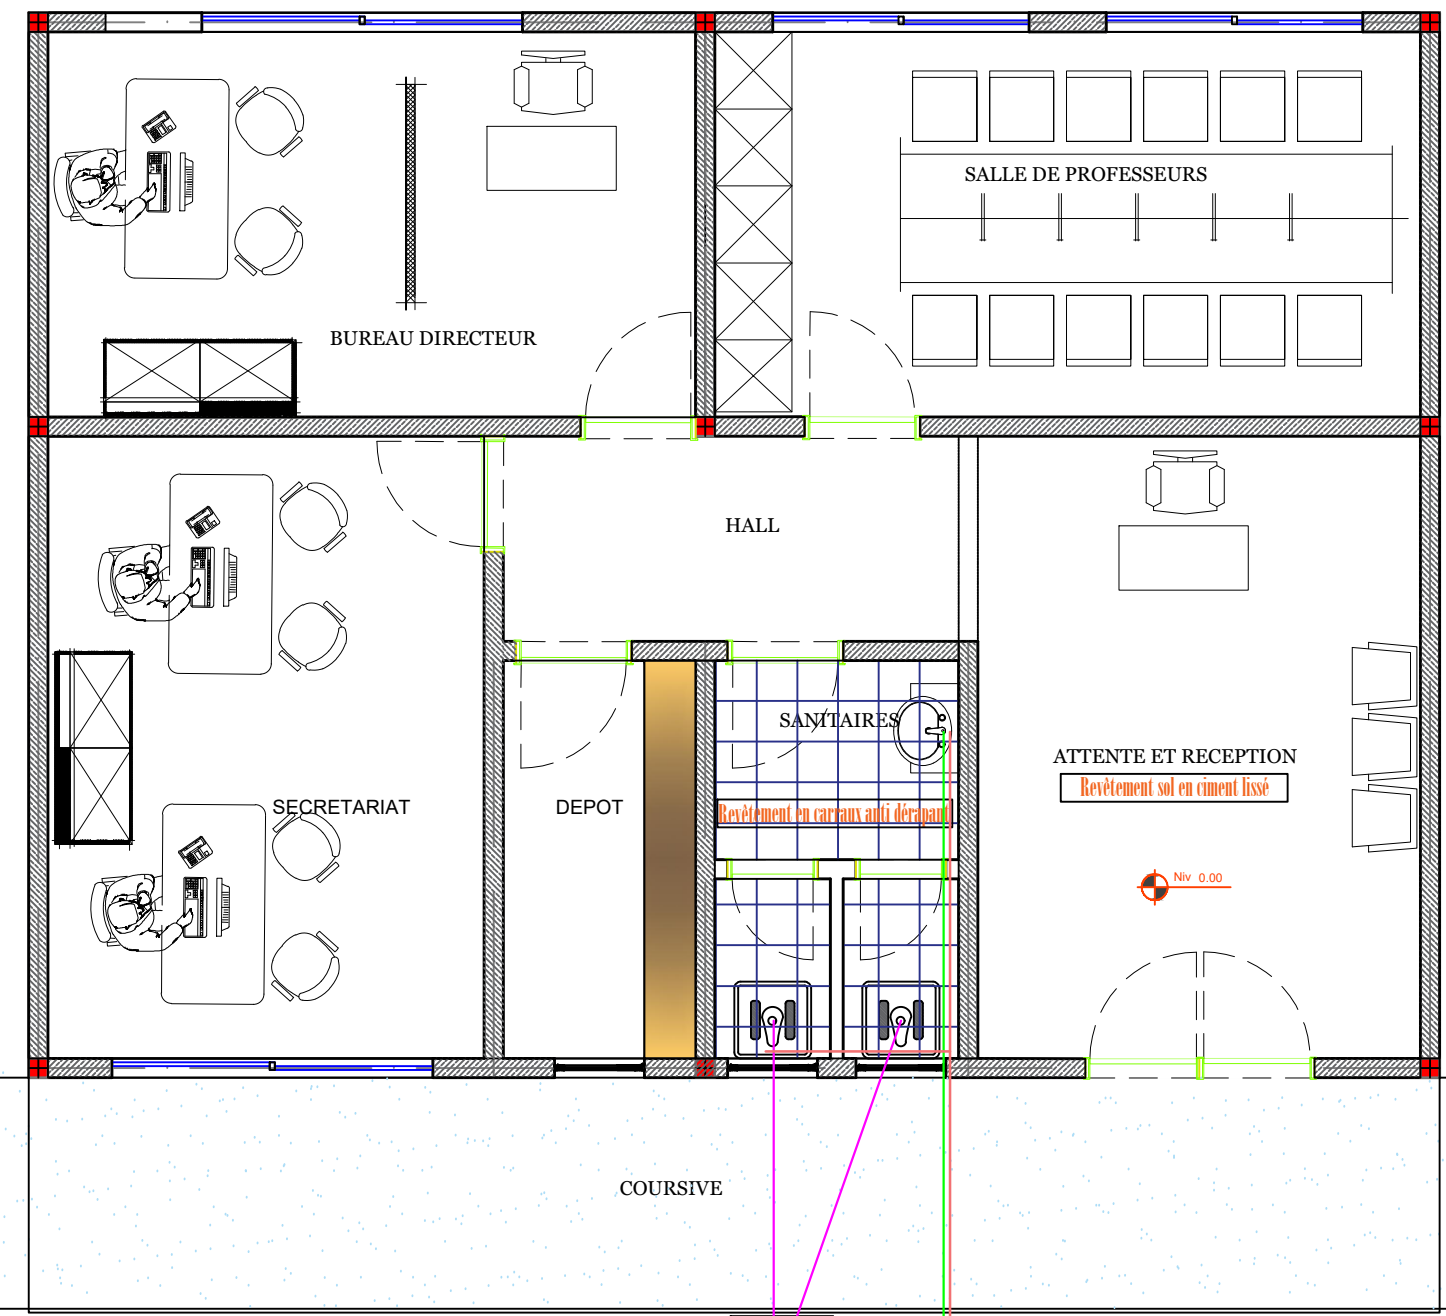 SALLE DE PROFESSEURS
BUREAU DIRECTEUR
HALL
SANITAIRES
ATTENTE ET RECEPTION
Revêtement sol en ciment lissé
SECRETARIAT
DEPOT
Revêtement en carraux anti dérapant
Niv 0.00
COURSIVE